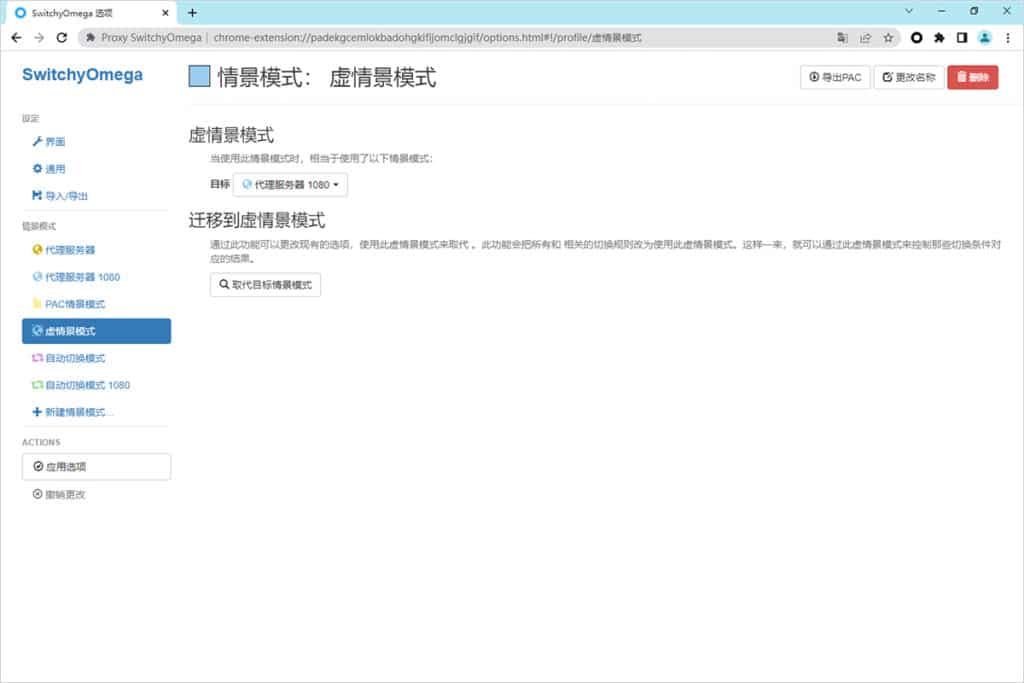 SwitchyOmega 选项
Proxy SwitchyOmega | chrome-extension://padekgcemlokbadohgkifijomclgjgif/options.html#!/profile/虚情景模式
SwitchyOmega
情景模式： 虚情景模式
导出PAC
更改名称
删除
设定
界面
通用
导入/导出
情景模式
代理服务器
代理服务器 1080
PAC情景模式
虚情景模式
自动切换模式
自动切换模式 1080
新建情景模式...
ACTIONS
应用选项
撤销更改
虚情景模式
当使用此情景模式时，相当于使用了以下情景模式：
目标 代理服务器 1080
迁移到虚情景模式
通过此功能可以更改现有的选项，使用此虚情景模式来取代 。此功能会把所有和 相关的切换规则改为使用此虚情景模式。这样一来，就可以通过此虚情景模式来控制那些切换条件对
应的结果。
取代目标情景模式